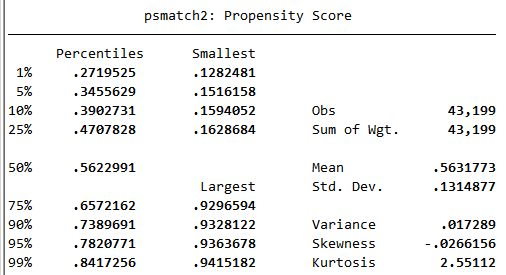 psmatch2: Propensity Score
Percentiles Smallest
1% .2719525 .1282481
5% .3455629 .1516158
10% .3902731 .1594052 Obs 43,199
25% .4707828 .1628684 Sum of Wgt. 43,199
50% .5622991 Mean .5631773
Largest Std. Dev. .1314877
75% .6572162 .9296594
90% .7389691 .9328122 Variance .017289
95% .7820771 .9363678 Skewness -.0266156
99% .8417256 .9415182 Kurtosis 2.55112